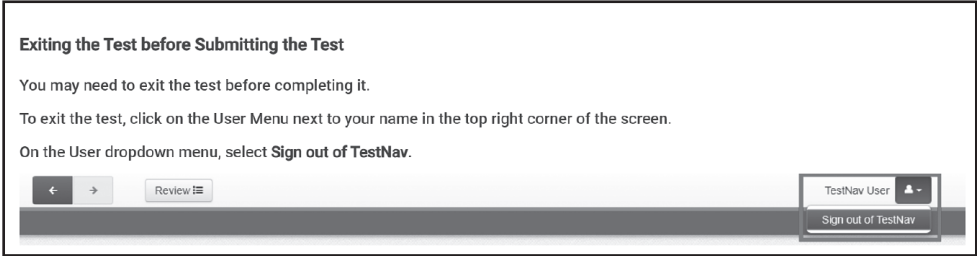 Exiting the Test before Submitting the Test
You may need to exit the test before completing it.
To exit the test, click on the User Menu next to your name in the top right corner of the screen.
On the User dropdown menu, select Sign out of TestNav.
Review TestNav User
Sign out of TestNav